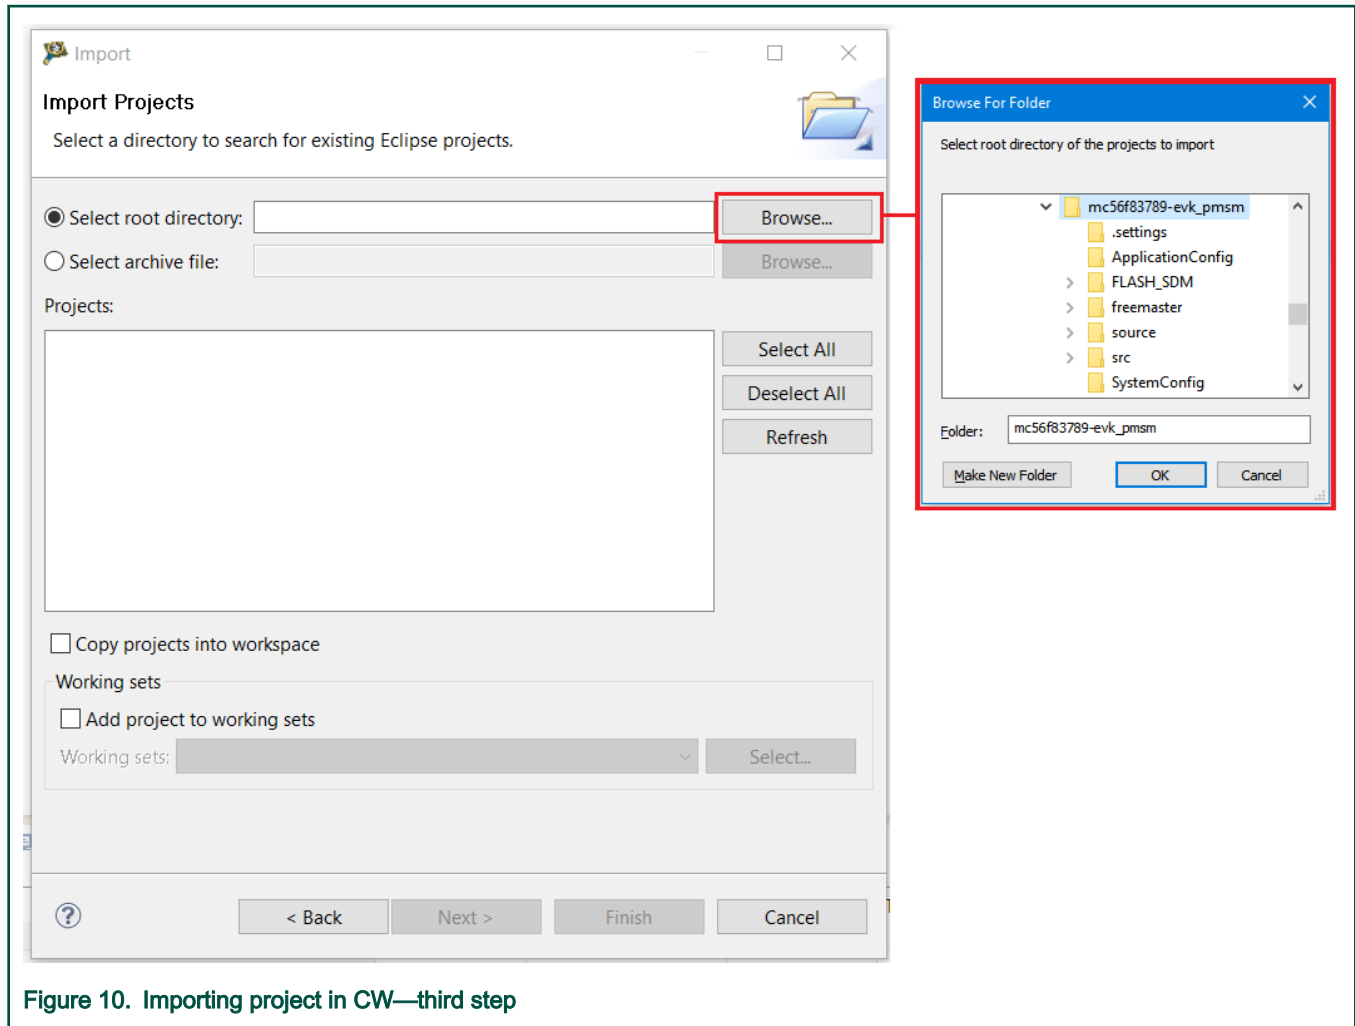 Import
Import Projects
Select a directory to search for existing Eclipse projects.
Select root directory:
Browse...
Select archive file:
Browse...
Projects:
Select All
Deselect All
Refresh
Copy projects into workspace
Working sets
Add project to working sets
Working sets:
Select...
< Back
Next >
Finish
Cancel
Browse For Folder
Select root directory of the projects to import
mc56f83789-evk_pmsm
.settings
ApplicationConfig
FLASH_SDM
freemaster
source
src
SystemConfig
Folder:
mc56f83789-evk_pmsm
Make New Folder
OK
Cancel
Figure 10. Importing project in CW—third step